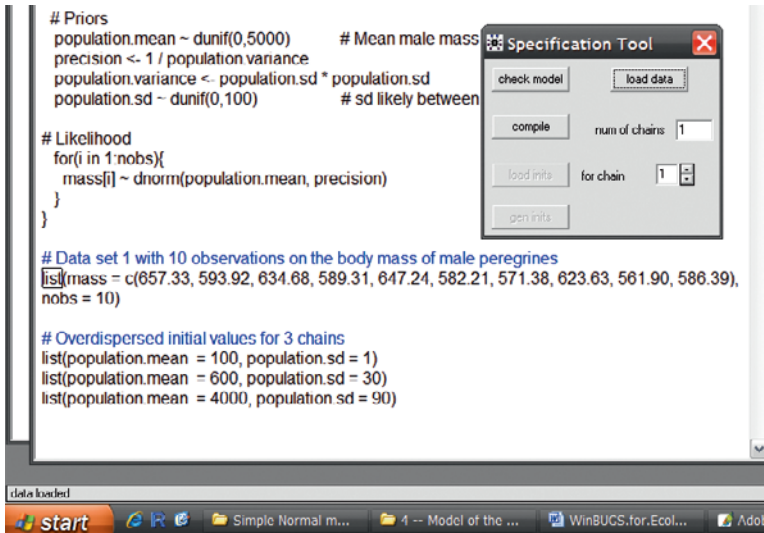 # Priors
population.mean ~ dunif(0,5000) # Mean male mass
precision <- 1 / population.variance
population.variance <- population.sd * population.sd
population.sd ~ dunif(0,100) # sd likely between
# Likelihood
for(i in 1:nobs){
mass[i] ~ dnorm(population.mean, precision)
}
}
# Data set 1 with 10 observations on the body mass of male peregrines
list(mass = c(657.33, 593.92, 634.68, 589.31, 647.24, 582.21, 571.38, 623.63, 561.90, 586.39),
nobs = 10)
# Overdispersed initial values for 3 chains
list(population.mean = 100, population.sd = 1)
list(population.mean = 600, population.sd = 30)
list(population.mean = 4000, population.sd = 90)
Specification Tool
check model load data
compile num of chains 1
load inits for chain 1
gen inits
data loaded
start Simple Normal m... 4 -- Model of the ... WinBUGS.for.Ecol... Adob